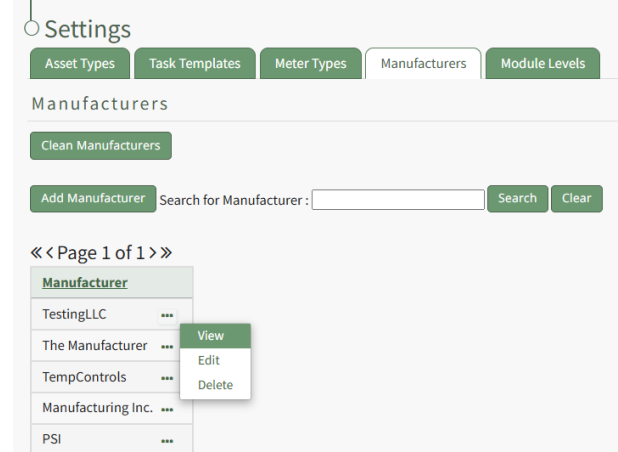 Settings
Asset Types Task Templates Meter Types Manufacturers Module Levels
Manufacturers
Clean Manufacturers
Add Manufacturer Search for Manufacturer : Search Clear
«‹ Page 1 of 1 ›»
Manufacturer
TestingLLC ...
View
The Manufacturer ...
Edit
TempControls ...
Delete
Manufacturing Inc. ...
PSI ...